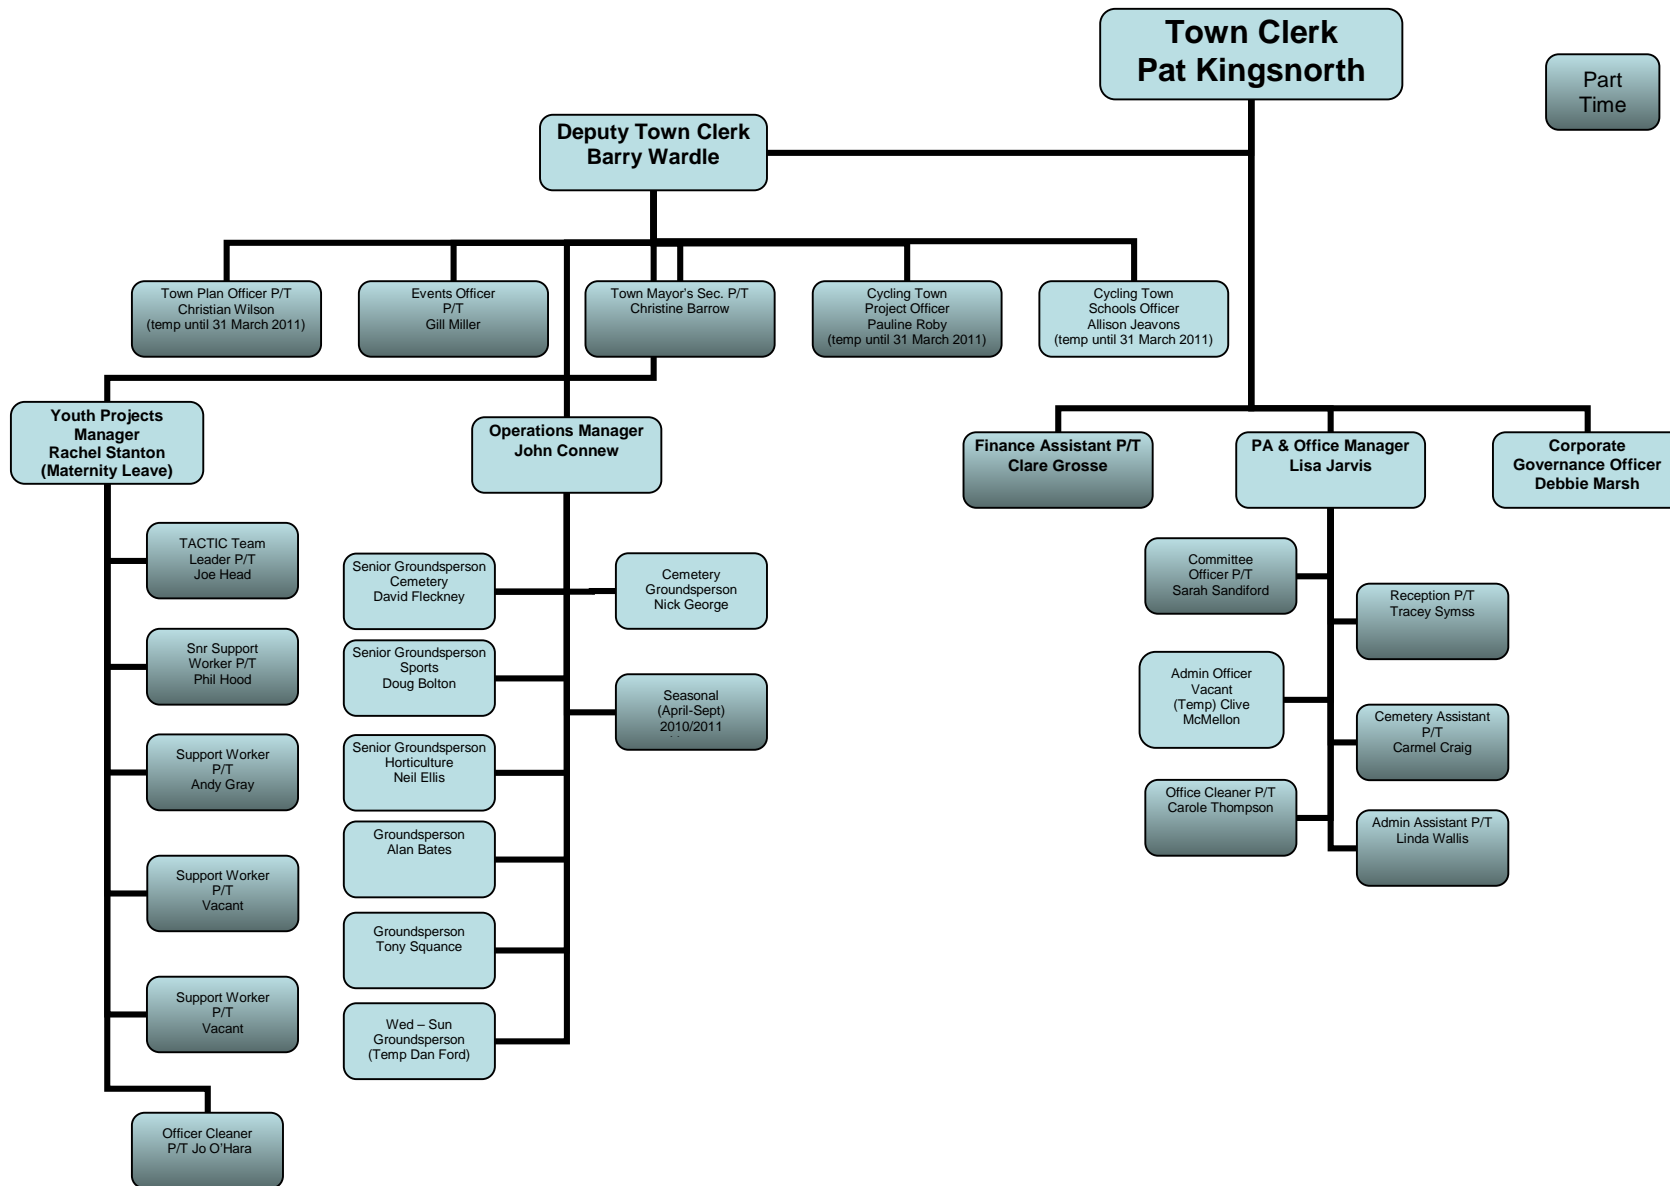 Town Clerk
Pat Kingsnorth
Part
Time
Deputy Town Clerk
Barry Wardle
Town Plan Officer P/T
Christian Wilson
(temp until 31 March 2011)
Events Officer
P/T
Gill Miller
Town Mayor's Sec. P/T
Christine Barrow
Cycling Town
Project Officer
Pauline Roby
(temp until 31 March 2011)
Cycling Town
Schools Officer
Allison Jeavons
(temp until 31 March 2011)
Youth Projects
Manager
Rachel Stanton
(Maternity Leave)
Operations Manager
John Connew
Finance Assistant P/T
Clare Grosse
PA & Office Manager
Lisa Jarvis
Corporate
Governance Officer
Debbie Marsh
TACTIC Team
Leader P/T
Joe Head
Snr Support
Worker P/T
Phil Hood
Support Worker
P/T
Andy Gray
Support Worker
P/T
Vacant
Support Worker
P/T
Vacant
Officer Cleaner
P/T Jo O'Hara
Senior Groundsperson
Cemetery
David Fleckney
Senior Groundsperson
Sports
Doug Bolton
Senior Groundsperson
Horticulture
Neil Ellis
Groundsperson
Alan Bates
Groundsperson
Tony Squance
Wed – Sun
Groundsperson
(Temp Dan Ford)
Cemetery
Groundsperson
Nick George
Seasonal
(April-Sept)
2010/2011
Committee
Officer P/T
Sarah Sandiford
Reception P/T
Tracey Symss
Admin Officer
Vacant
(Temp) Clive
McMellon
Cemetery Assistant
P/T
Carmel Craig
Office Cleaner P/T
Carole Thompson
Admin Assistant P/T
Linda Wallis